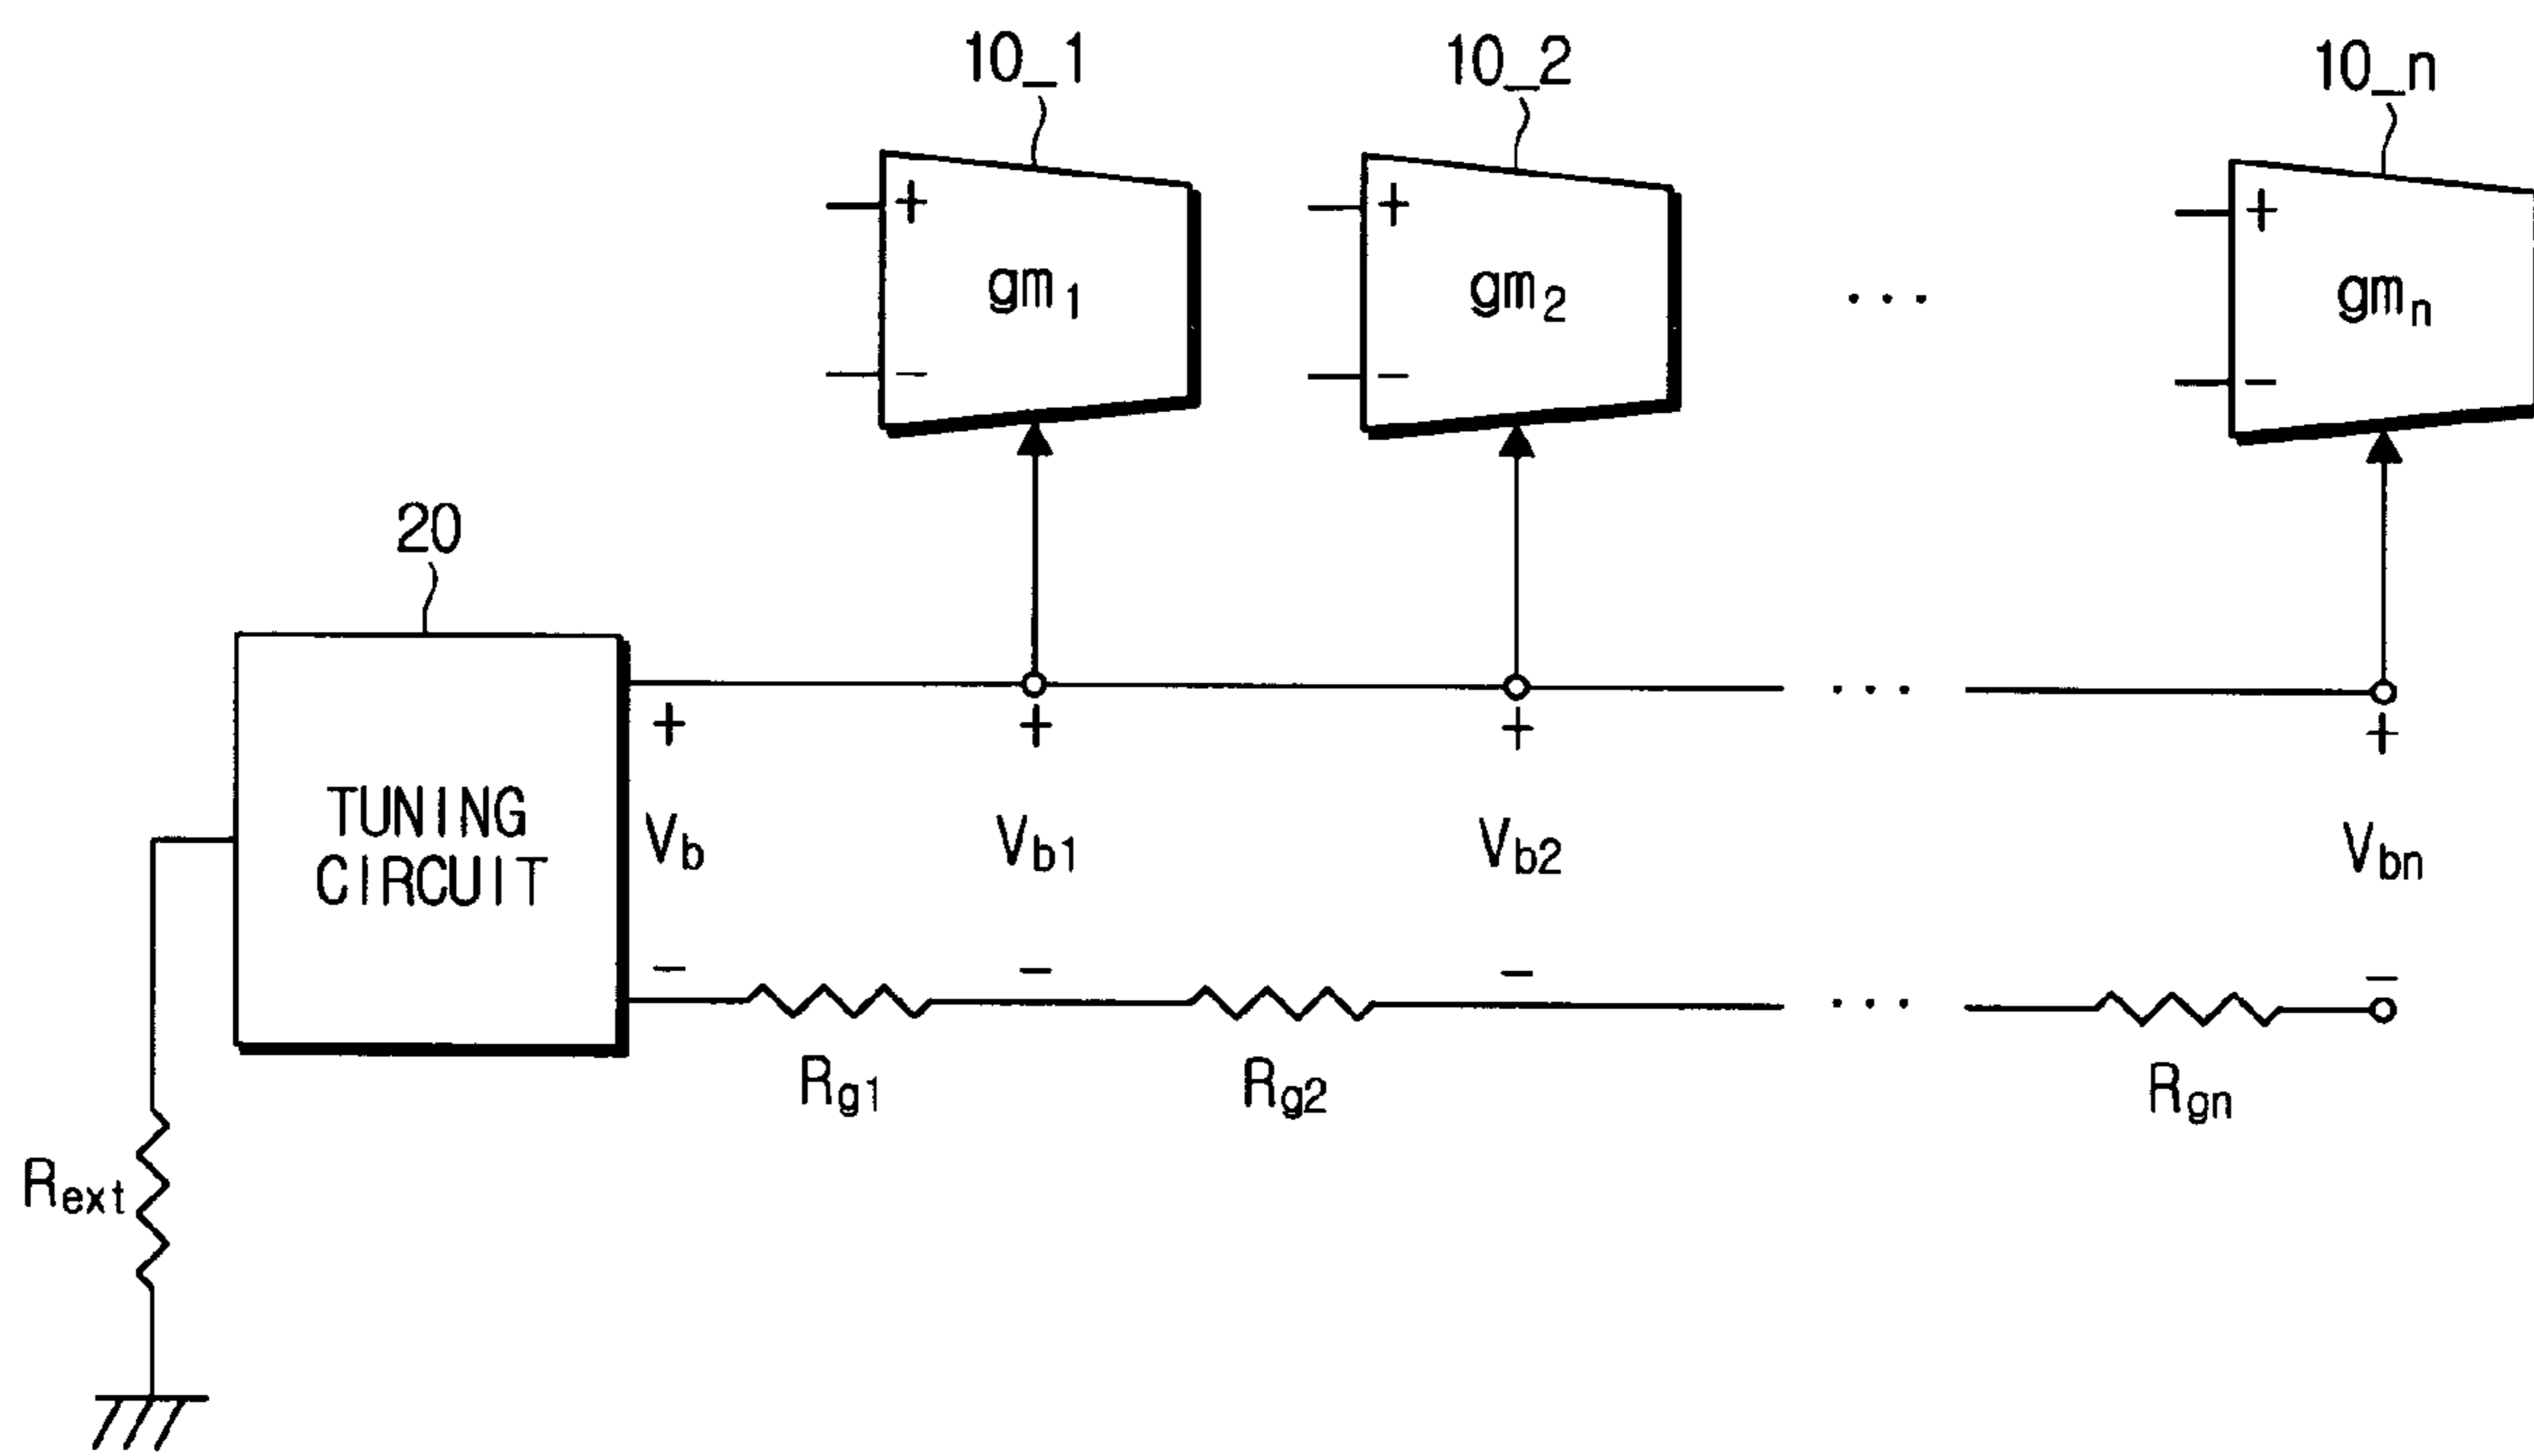 10_1 10_2 10_n
+ + +
gm1 gm2 ... gmn
− − −
20
+ + + ... +
TUNING
CIRCUIT
Vb Vb1 Vb2 Vbn
− − − −
...
Rg1 Rg2 Rgn
Rext